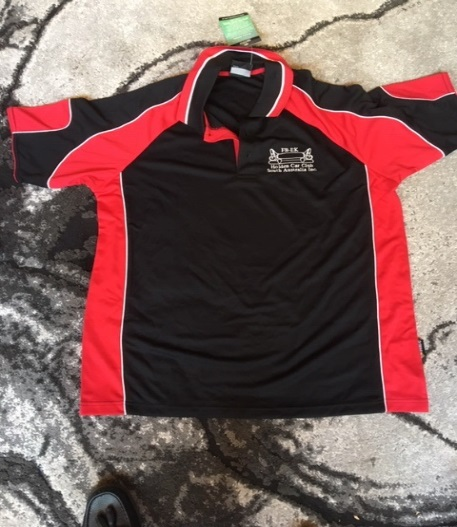 FB-EK
Holden Car Club
South Australia Inc.